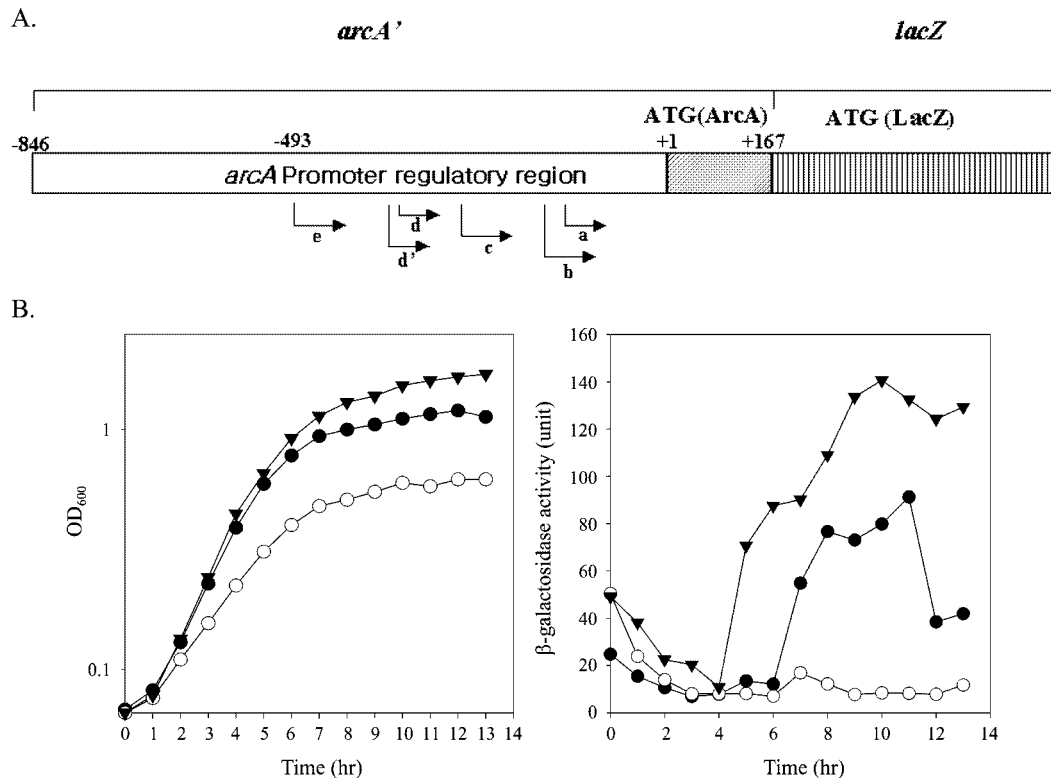 A.
arcA’ lacZ
ATG(ArcA) ATG (LacZ)
-846 -493 +1 +167
arcA Promoter regulatory region
e d d’ c a b
B.
OD600
1
0.1
0 1 2 3 4 5 6 7 8 9 10 11 12 13 14
Time (hr)
β-galactosidase activity (unit)
160
140
120
100
80
60
40
20
0
0 2 4 6 8 10 12 14
Time (hr)